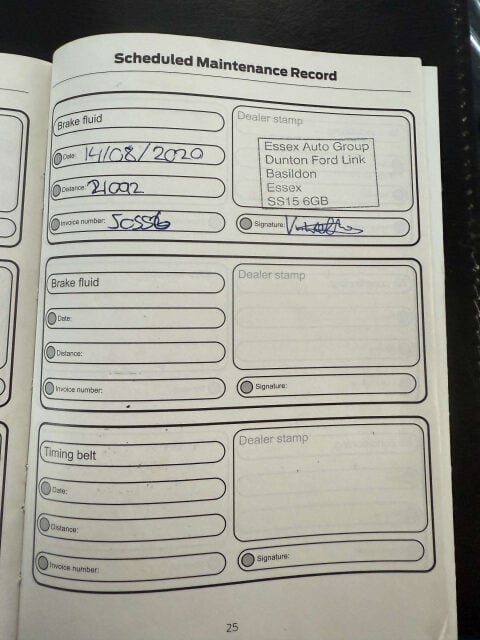 Scheduled Maintenance Record
Brake fluid
Date: 14/08/2020
Distance: 21092
Invoice number:
Dealer stamp
Essex Auto Group
Dunton Ford Link
Basildon
Essex
SS15 6GB
Signature:
Brake fluid
Date:
Distance:
Invoice number:
Dealer stamp
Signature:
Timing belt
Date:
Distance:
Invoice number:
Dealer stamp
Signature:
25